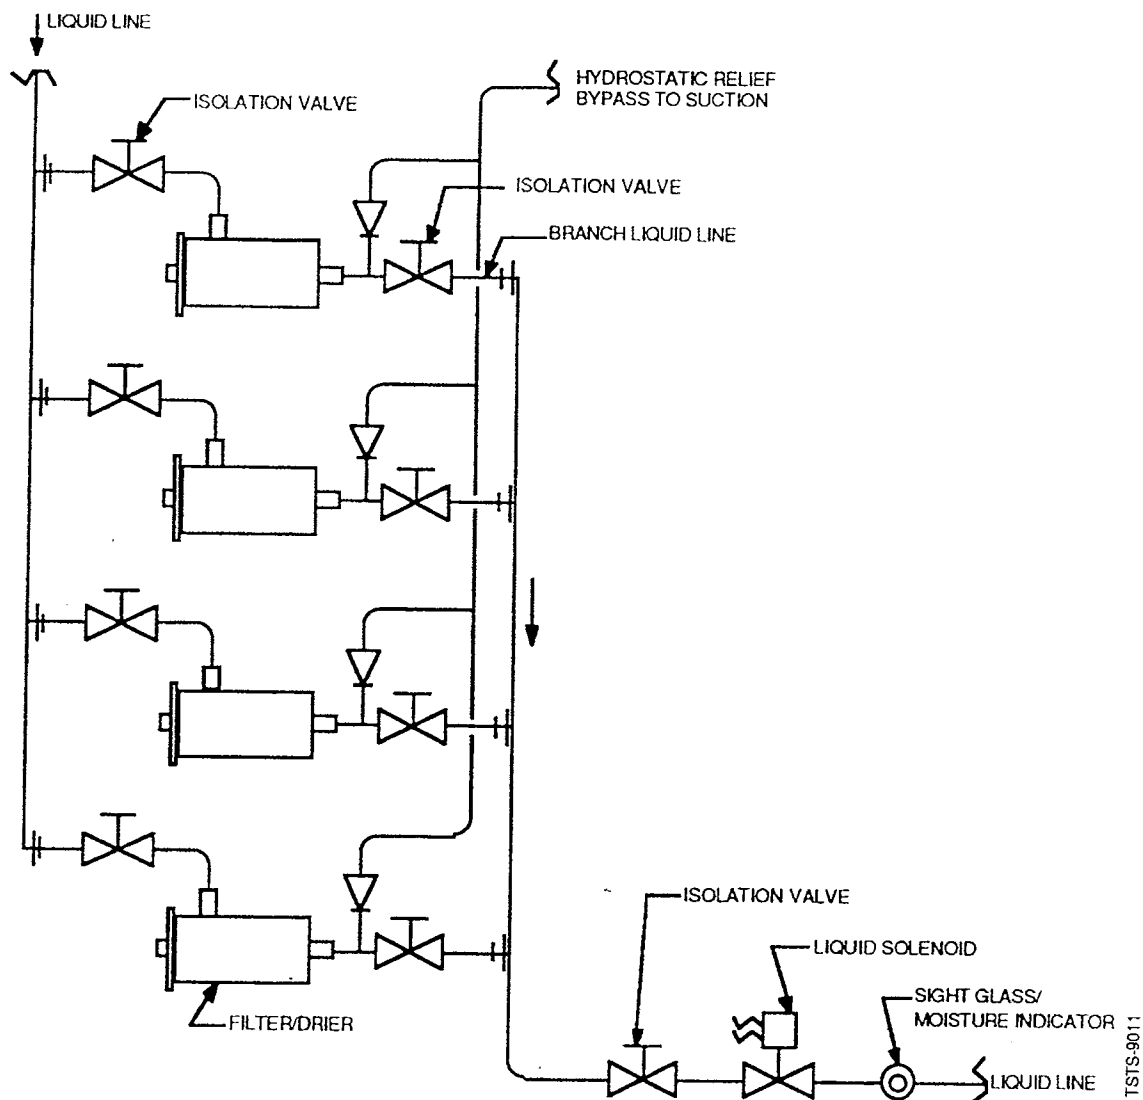 LIQUID LINE
HYDROSTATIC RELIEF
BYPASS TO SUCTION
ISOLATION VALVE
ISOLATION VALVE
BRANCH LIQUID LINE
ISOLATION VALVE
LIQUID SOLENOID
SIGHT GLASS/
MOISTURE INDICATOR
FILTER/DRIER
LIQUID LINE
TSTS-9011